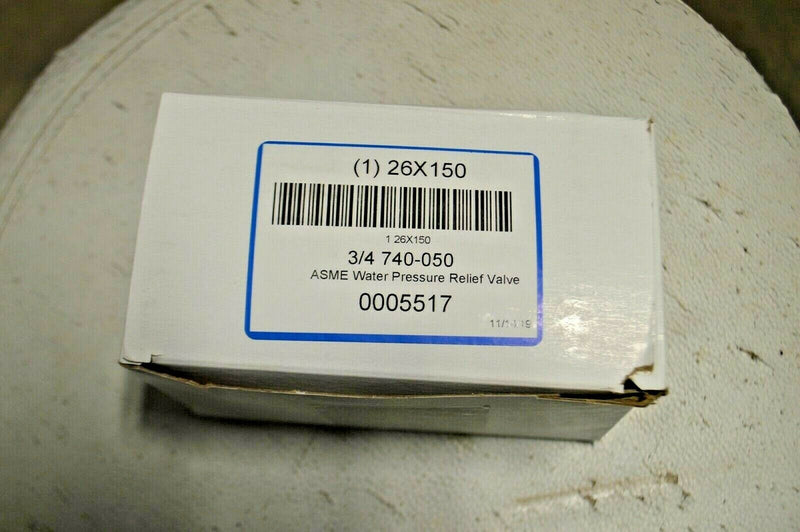 (1) 26X150
1 26X150
3/4 740-050
ASME Water Pressure Relief Valve
0005517